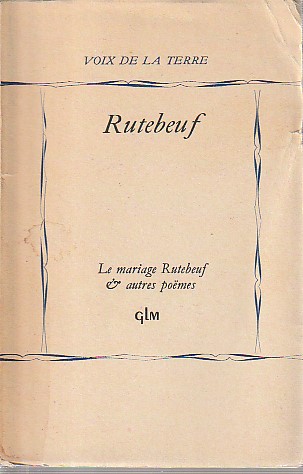 VOIX DE LA TERRE
Rutebeuf
Le mariage Rutebeuf
& autres poëmes
GLM